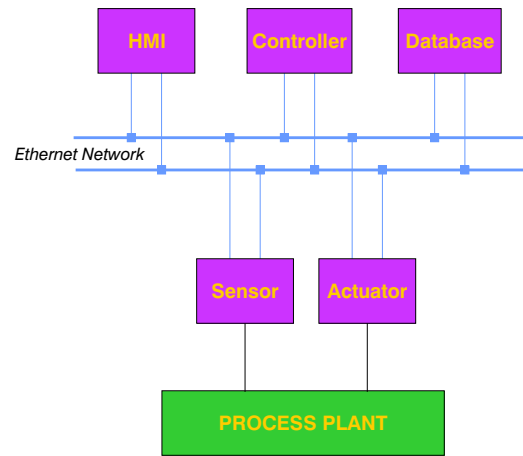 HMI
Controller
Database
Ethernet Network
Sensor
Actuator
PROCESS PLANT